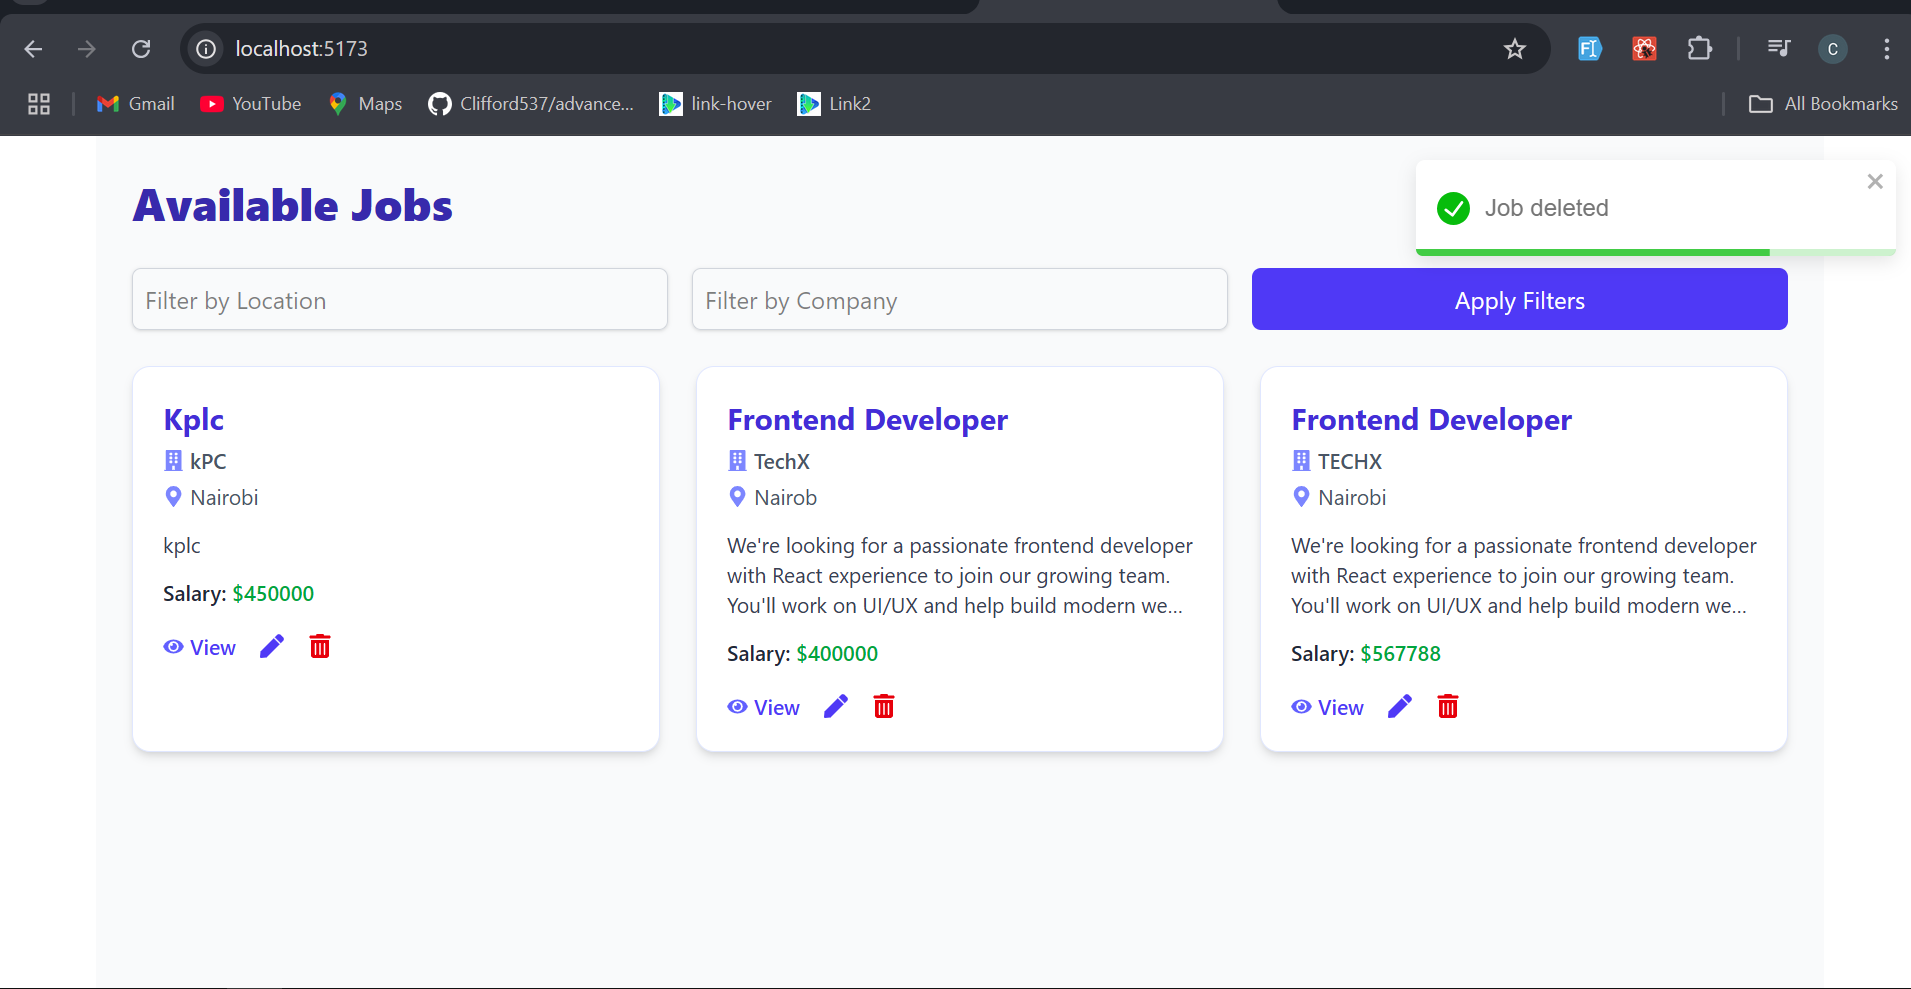 localhost:5173
C
Gmail
YouTube
Maps
Clifford537/advance...
link-hover
Link2
All Bookmarks
Available Jobs
Job deleted
Filter by Location
Filter by Company
Apply Filters
Kplc
kPC
Nairobi
kplc
Salary: $450000
View
Frontend Developer
TechX
Nairob
We're looking for a passionate frontend developer
with React experience to join our growing team.
You'll work on UI/UX and help build modern we...
Salary: $400000
View
Frontend Developer
TECHX
Nairobi
We're looking for a passionate frontend developer
with React experience to join our growing team.
You'll work on UI/UX and help build modern we...
Salary: $567788
View